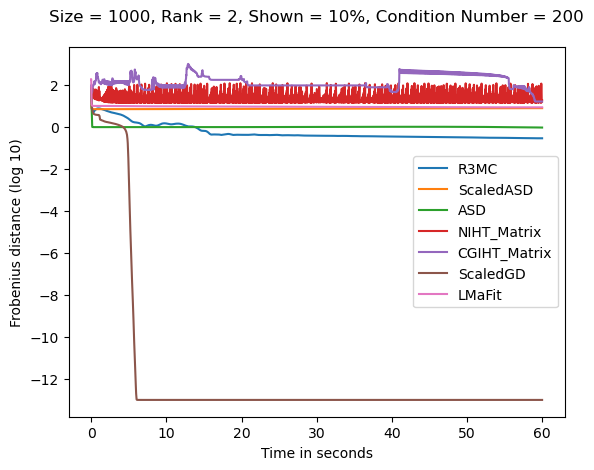 Size = 1000, Rank = 2, Shown = 10%, Condition Number = 200
Frobenius distance (log 10)
2
0
−2
−4
−6
−8
−10
−12
R3MC
ScaledASD
ASD
NIHT_Matrix
CGIHT_Matrix
ScaledGD
LMaFit
0 10 20 30 40 50 60
Time in seconds